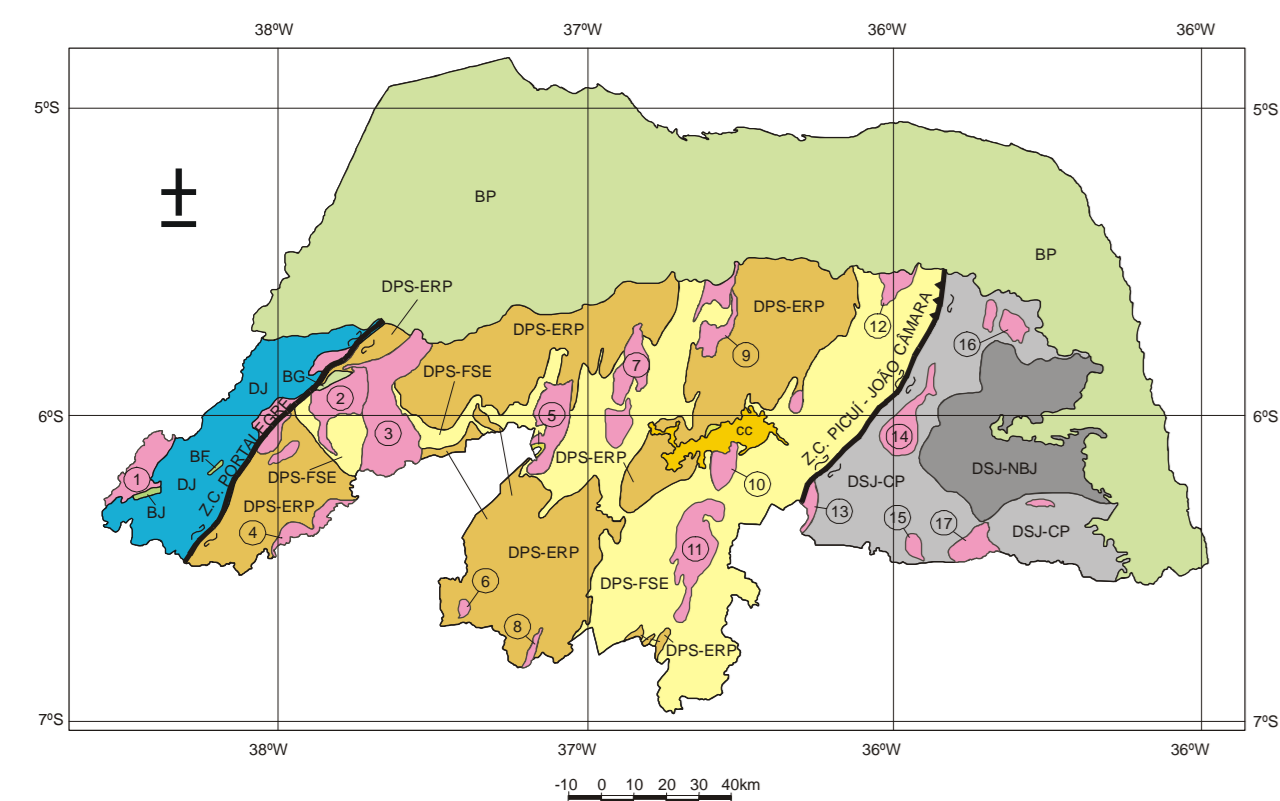 38ºW 37ºW 36ºW 36ºW
5ºS 5ºS
BP
BP
DPS-ERP
DPS-ERP
DPS-ERP
12
16
9
7
DPS-FSE
BG
DJ
2
Z.C. PICUÍ - JOÃO CÂMARA
6ºS 6ºS
5
3
cc
14
Z.C. PORTALEGRE
BF
DPS-ERP
DSJ-NBJ
1
DJ
DPS-FSE
10
DSJ-CP
BJ
DPS-ERP
13
15
17
4
DSJ-CP
11
DPS-ERP
6
DPS-FSE
8
DPS-ERP
7ºS 7ºS
38ºW 37ºW 36ºW 36ºW
-10 0 10 20 30 40km